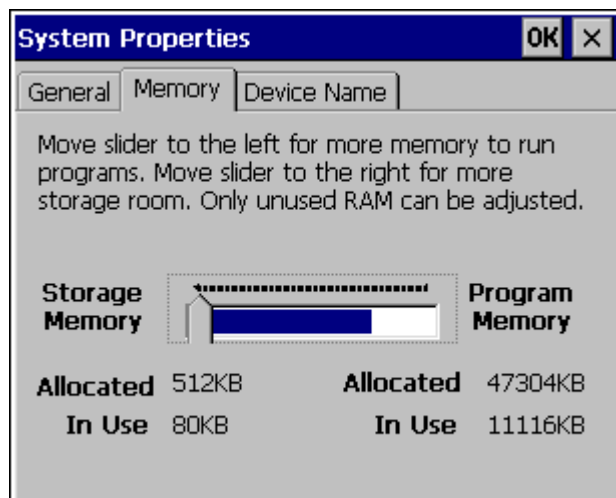 System Properties OK ×
General Memory Device Name
Move slider to the left for more memory to run
programs. Move slider to the right for more
storage room. Only unused RAM can be adjusted.
Storage Memory
Program Memory
Allocated 512KB Allocated 47304KB
In Use 80KB In Use 11116KB